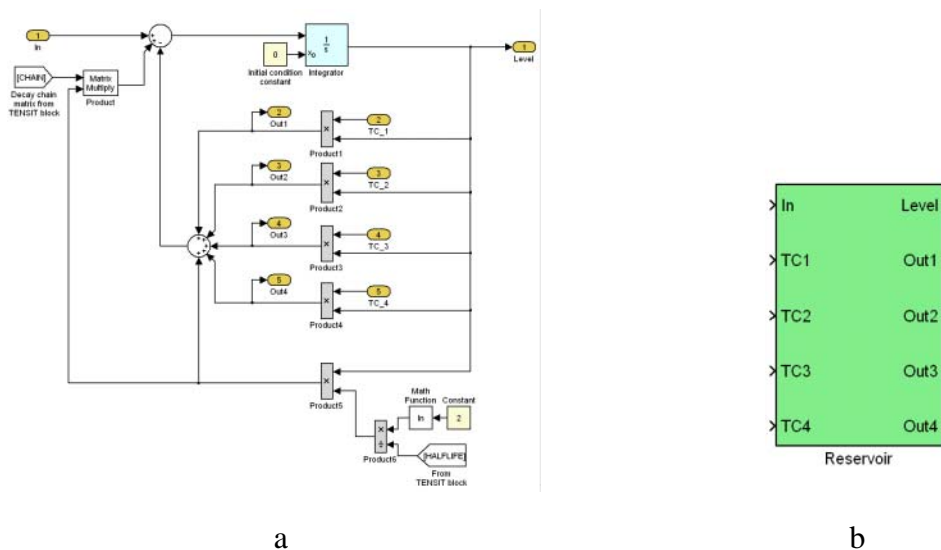 1
In
[CHAIN]
Decay chain
matrix from
TENSIT block
Matrix
Multiply
Product
0
Initial condition
constant
1
s
xo
Integrator
1
Level
2
Out1
×
Product1
2
TC_1
3
Out2
×
Product2
3
TC_2
4
Out3
×
Product3
4
TC_3
5
Out4
×
Product4
5
TC_4
×
Product5
Math
Function
ln
Constant
2
×
÷
Product6
[HALFLIFE]
From
TENSIT block
In Level
TC1 Out1
TC2 Out2
TC3 Out3
TC4 Out4
Reservoir
a
b